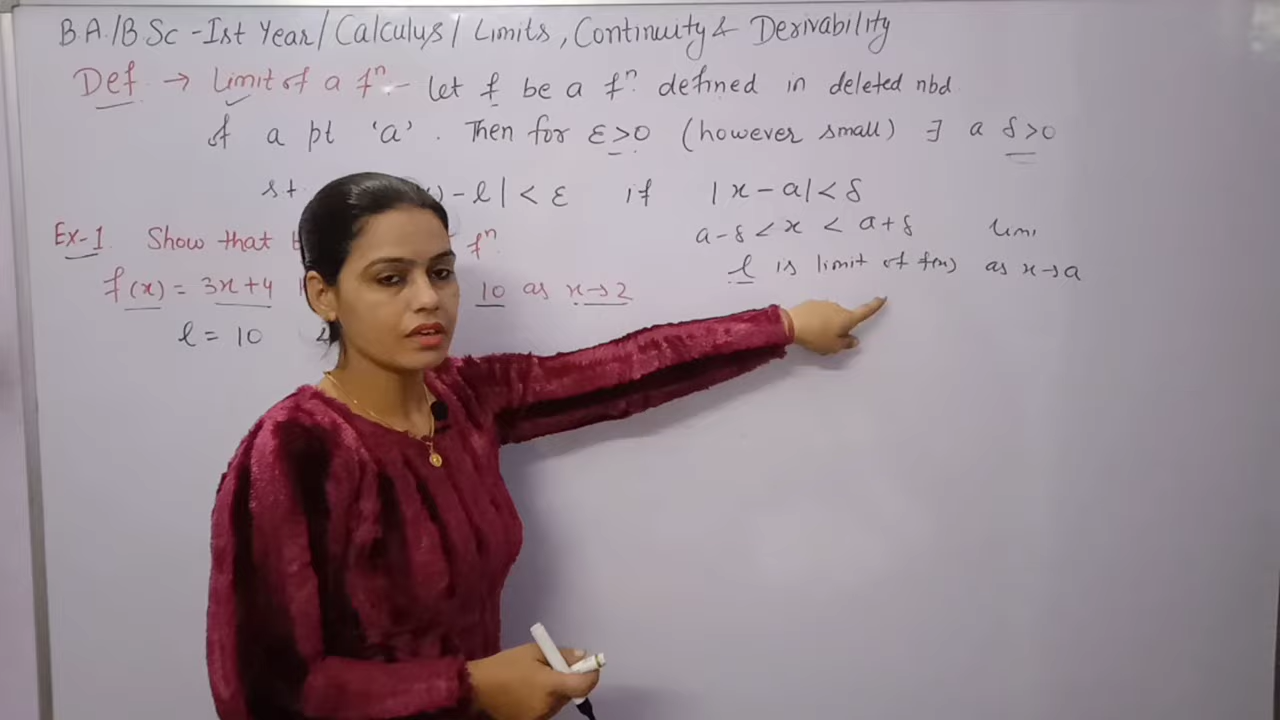 B.A./B.Sc - Ist Year / Calculus / Limits, Continuity & Derivability
Def → Limit of a fⁿ - Let f be a fⁿ defined in deleted nbd
of a pt 'a'. Then for ε>0 (however small) ∃ a δ>0
s.t. - l| < ε if |x-a| < δ
a-δ < x < a+δ Limi
Ex-1. Show that fⁿ
l is limit of f(x) as x→a
f(x) = 3x+4 10 as x→2
l = 10